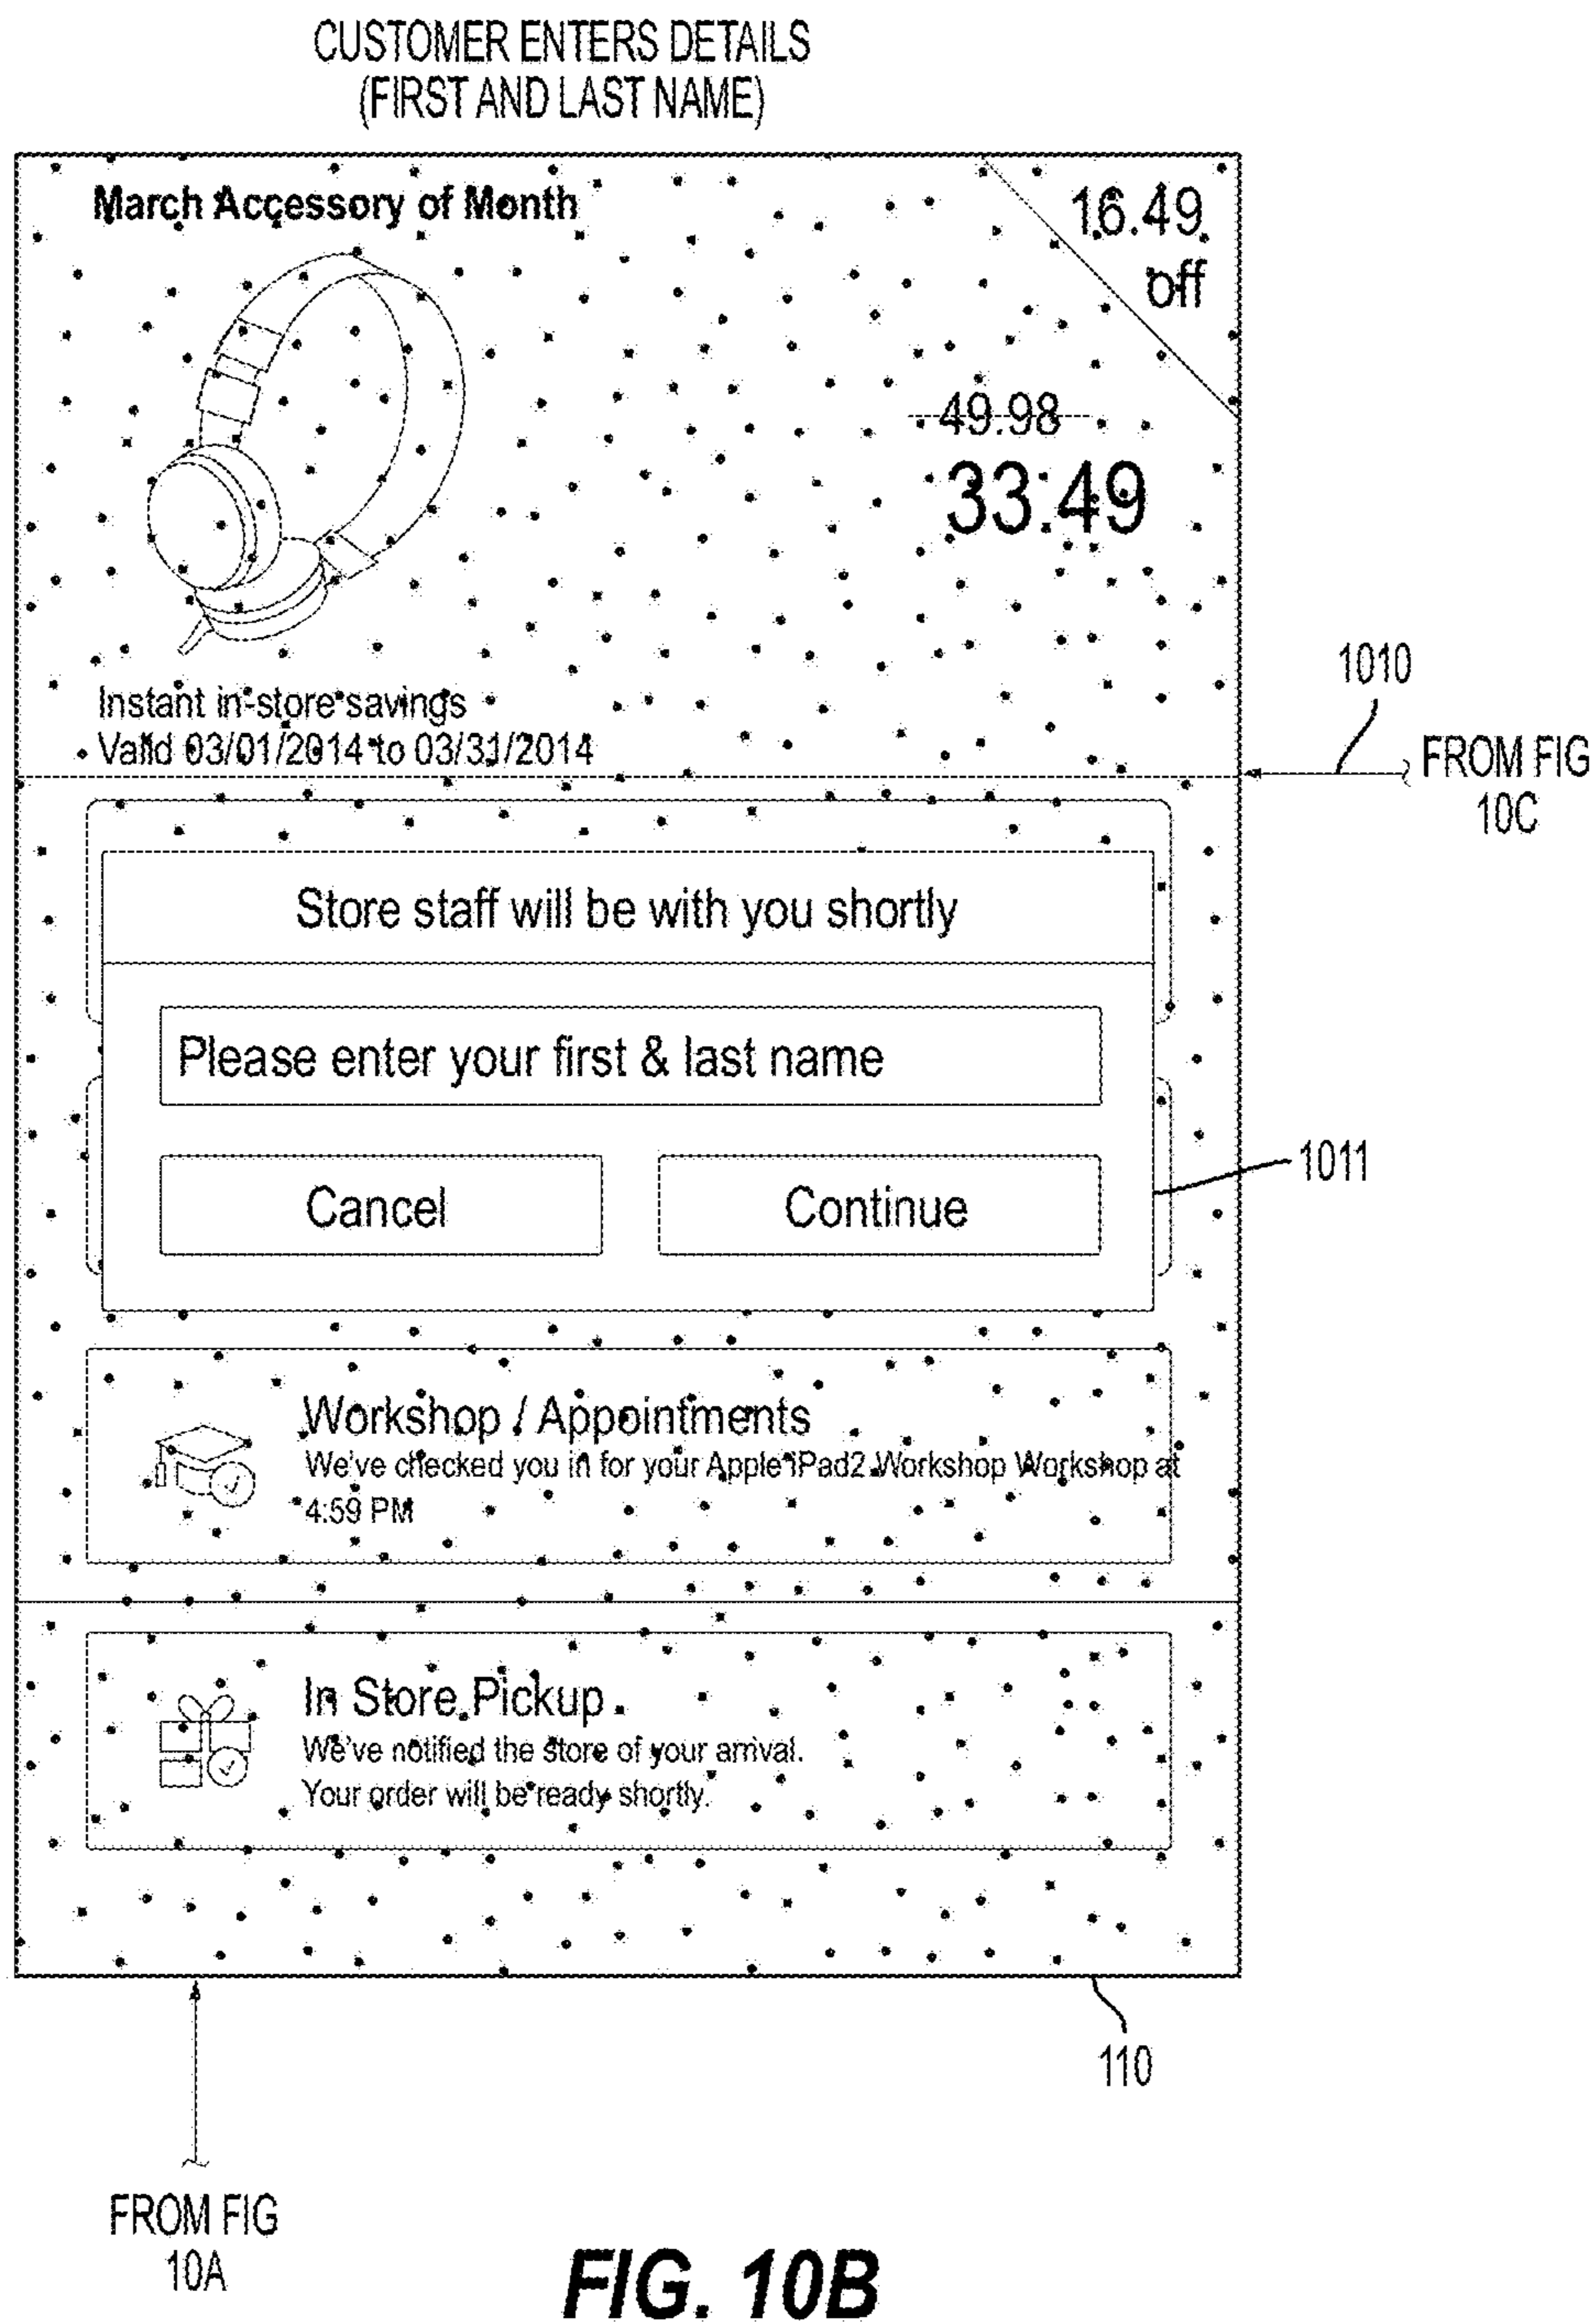 CUSTOMER ENTERS DETAILS
(FIRST AND LAST NAME)
March Accessory of Month
16.49
off
49.98
33.49
Instant in-store savings
Valid 03/01/2014 to 03/31/2014
1010
FROM FIG
10C
Store staff will be with you shortly
Please enter your first & last name
Cancel
Continue
1011
Workshop / Appointments
We've checked you in for your Apple iPad2 Workshop Workshop at
4:59 PM
In Store Pickup
We've notified the store of your arrival.
Your order will be ready shortly.
110
FROM FIG
10A
FIG. 10B